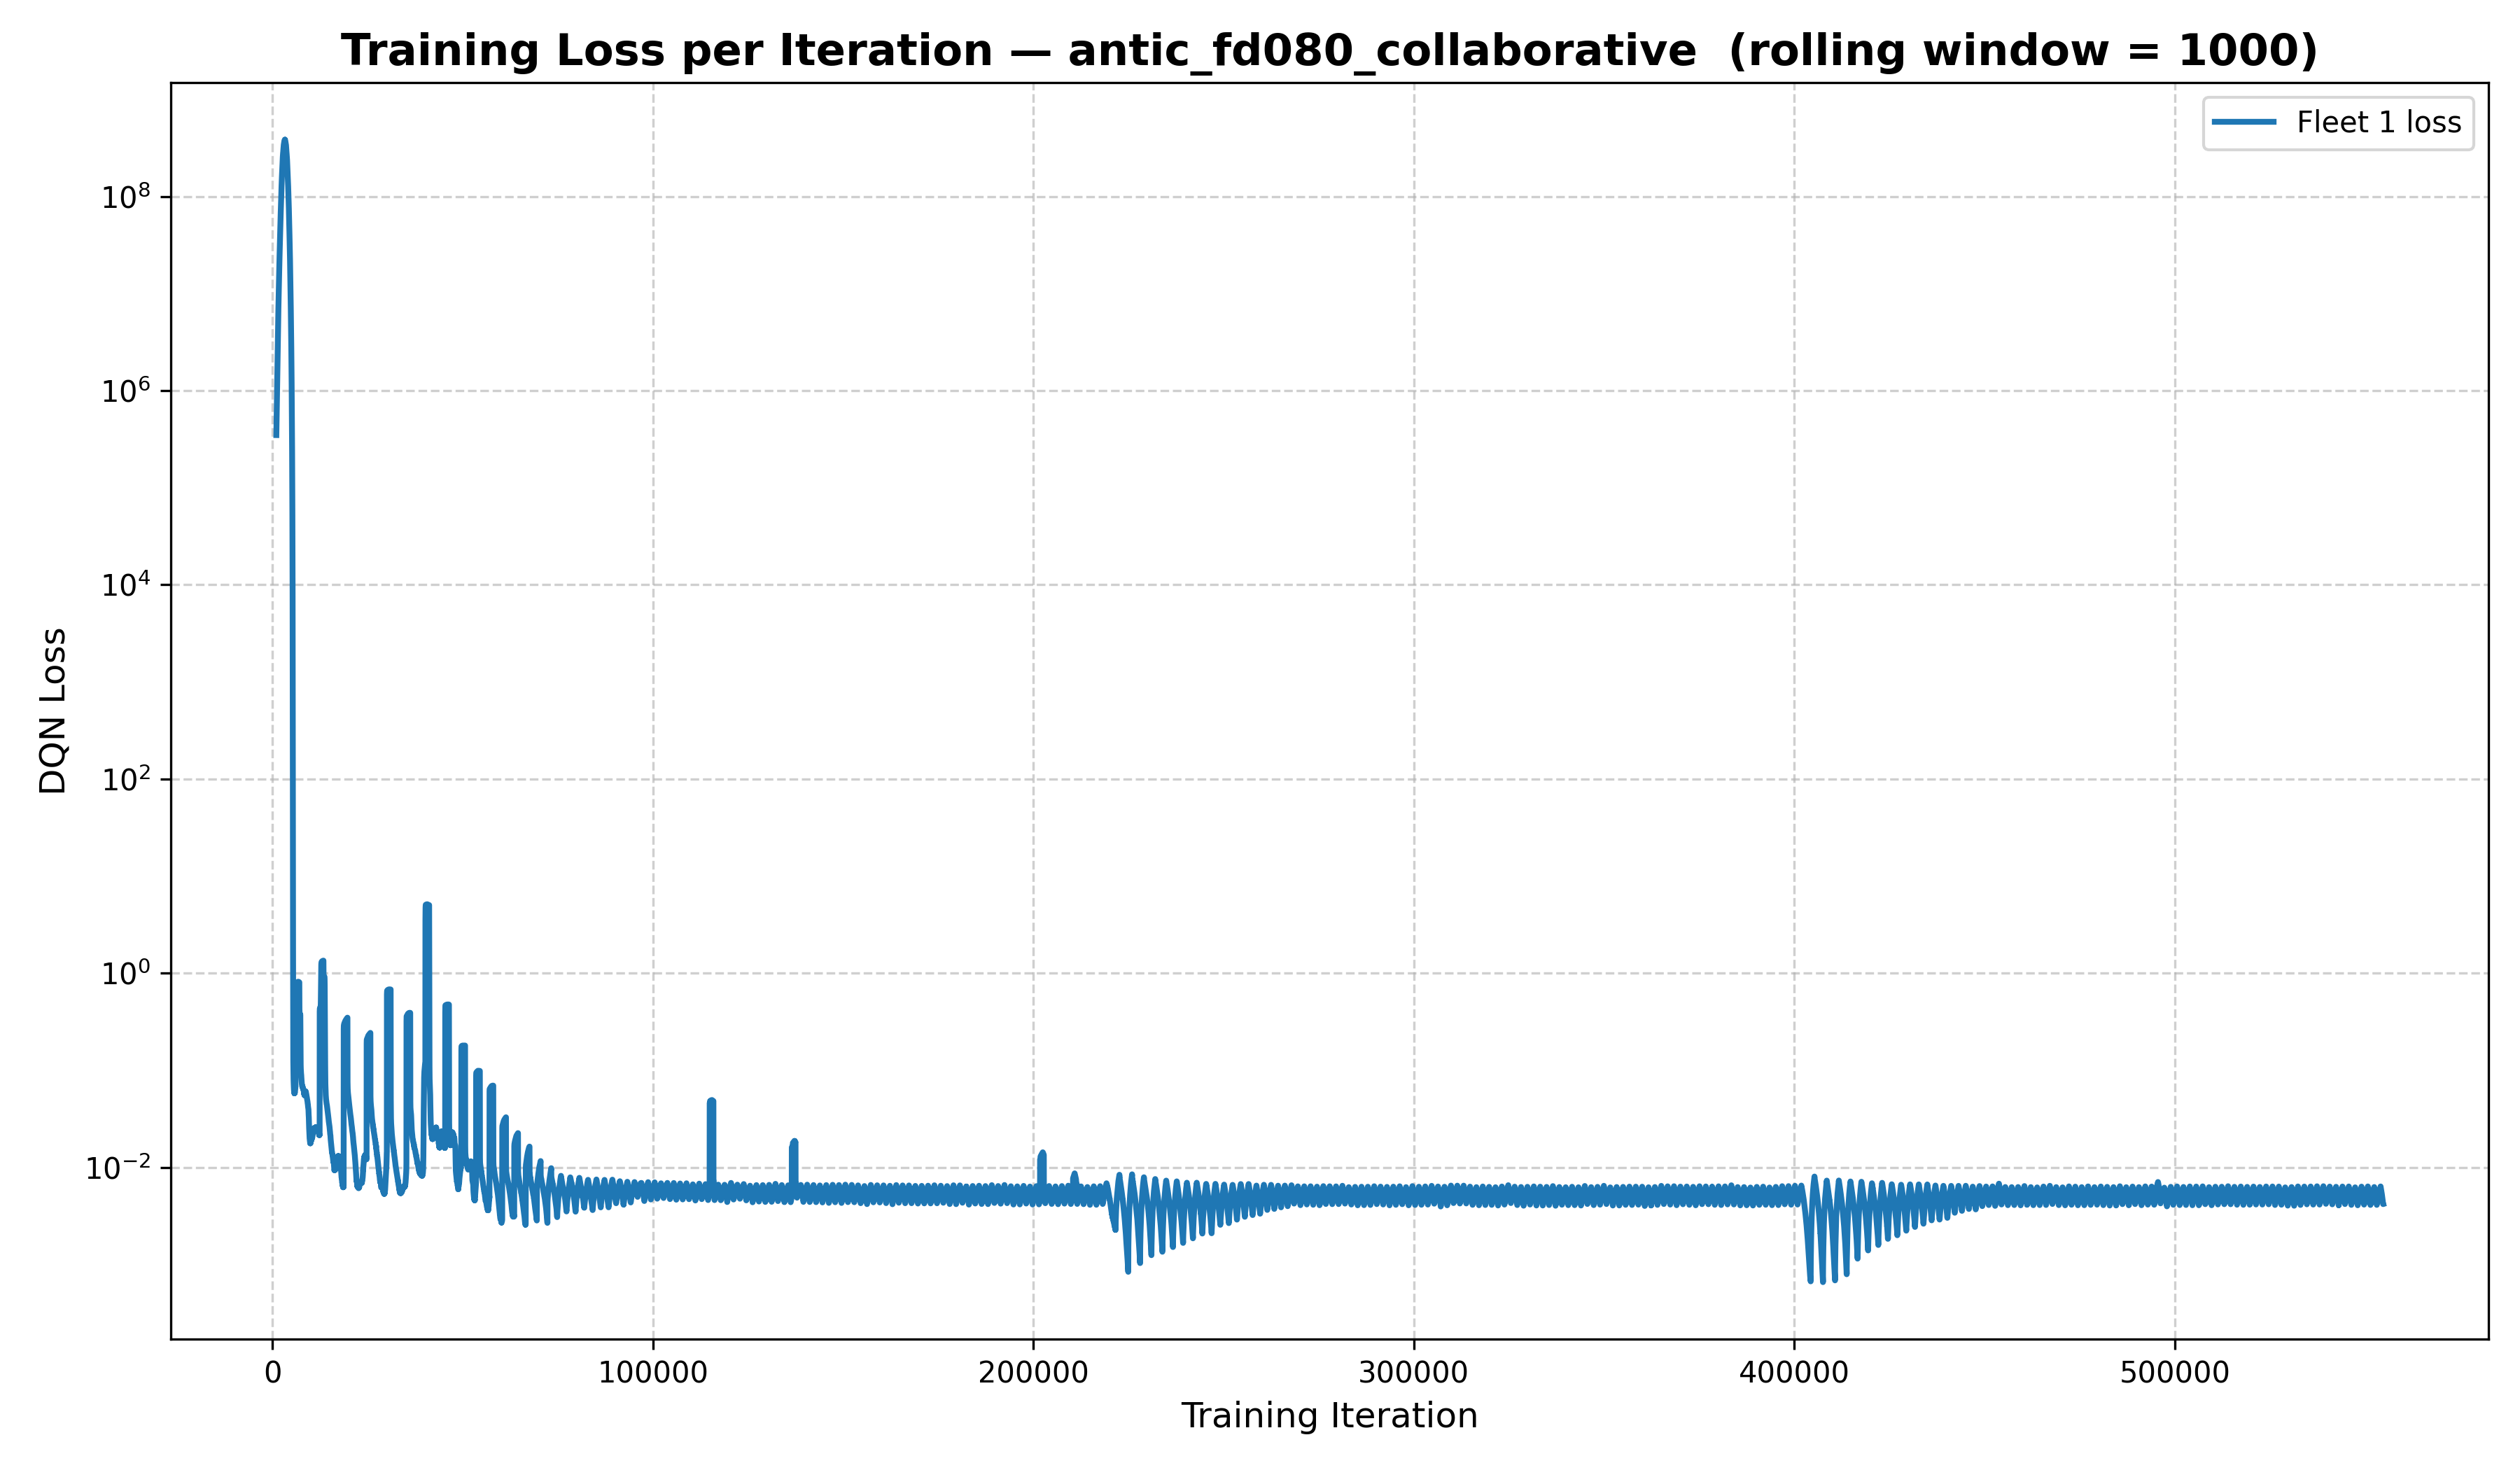 Training Loss per Iteration — antic_fd080_collaborative (rolling window = 1000)
Fleet 1 loss
10⁸
10⁶
10⁴
10²
10⁰
10⁻²
DQN Loss
0 100000 200000 300000 400000 500000
Training Iteration